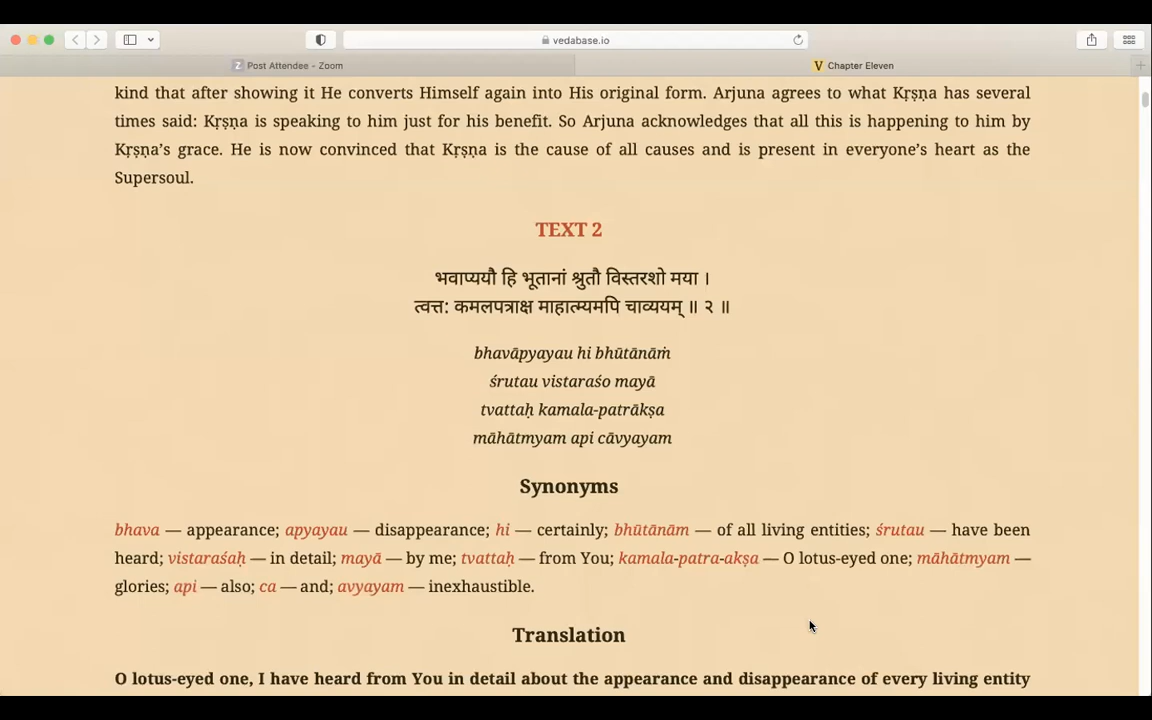 vedabase.io
Z Post Attendee - Zoom
V Chapter Eleven
kind that after showing it He converts Himself again into His original form. Arjuna agrees to what Kṛṣṇa has several
times said: Kṛṣṇa is speaking to him just for his benefit. So Arjuna acknowledges that all this is happening to him by
Kṛṣṇa’s grace. He is now convinced that Kṛṣṇa is the cause of all causes and is present in everyone’s heart as the
Supersoul.
TEXT 2
भवाप्ययौ हि भूतानां श्रुतौ विस्तरशो मया ।
त्वत्त: कमलपत्राक्ष माहात्म्यमपि चाव्ययम् ॥ २ ॥
bhavāpyayau hi bhūtānāṁ
śrutau vistaraśo mayā
tvattaḥ kamala-patrākṣa
māhātmyam api cāvyayam
Synonyms
bhava — appearance; apyayau — disappearance; hi — certainly; bhūtānām — of all living entities; śrutau — have been
heard; vistaraśaḥ — in detail; mayā — by me; tvattaḥ — from You; kamala-patra-akṣa — O lotus-eyed one; māhātmyam —
glories; api — also; ca — and; avyayam — inexhaustible.
Translation
O lotus-eyed one, I have heard from You in detail about the appearance and disappearance of every living entity